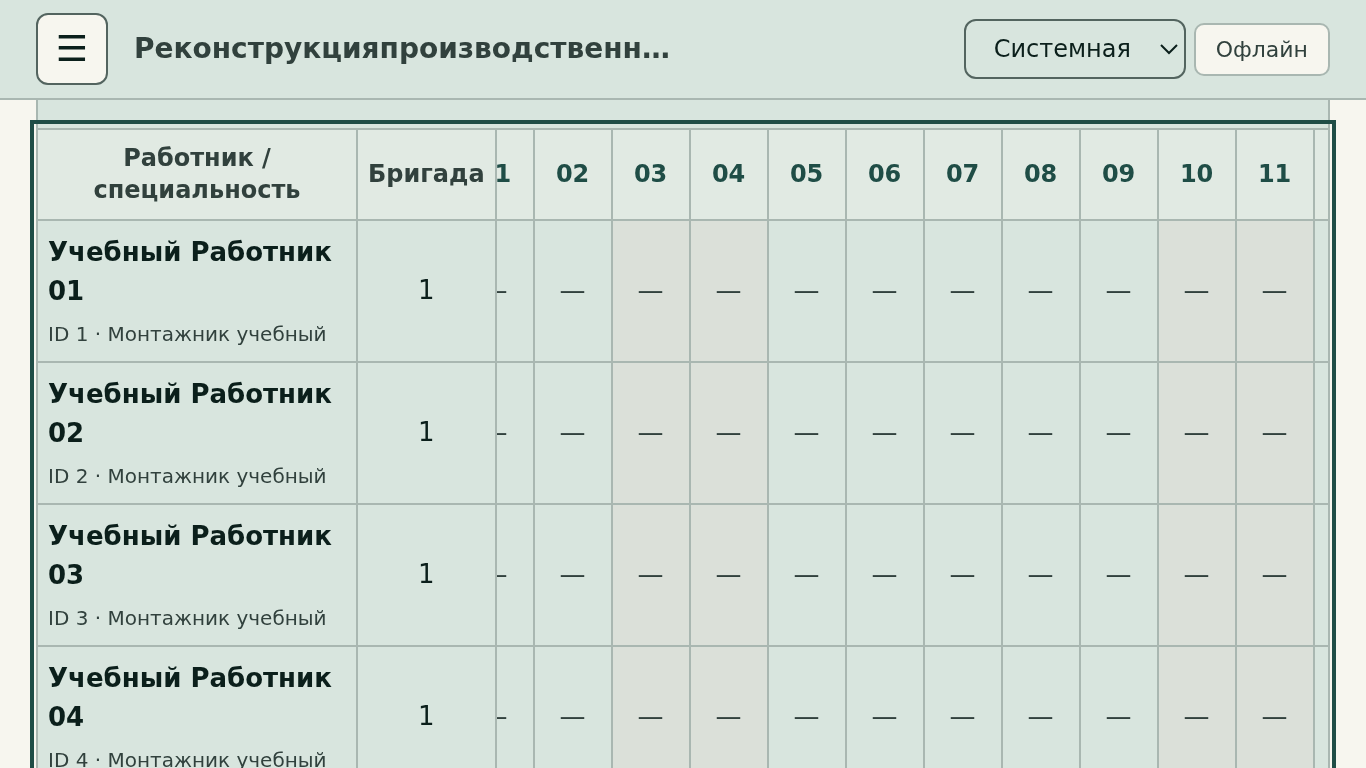 ☰ Реконструкцияпроизводственн… Системная Офлайн
Работник / специальность Бригада 1 02 03 04 05 06 07 08 09 10 11
Учебный Работник 01
1 – — — — — — — — — — —
ID 1 · Монтажник учебный
Учебный Работник 02
1 – — — — — — — — — — —
ID 2 · Монтажник учебный
Учебный Работник 03
1 – — — — — — — — — — —
ID 3 · Монтажник учебный
Учебный Работник 04
1 – — — — — — — — — — —
ID 4 · Монтажник учебный